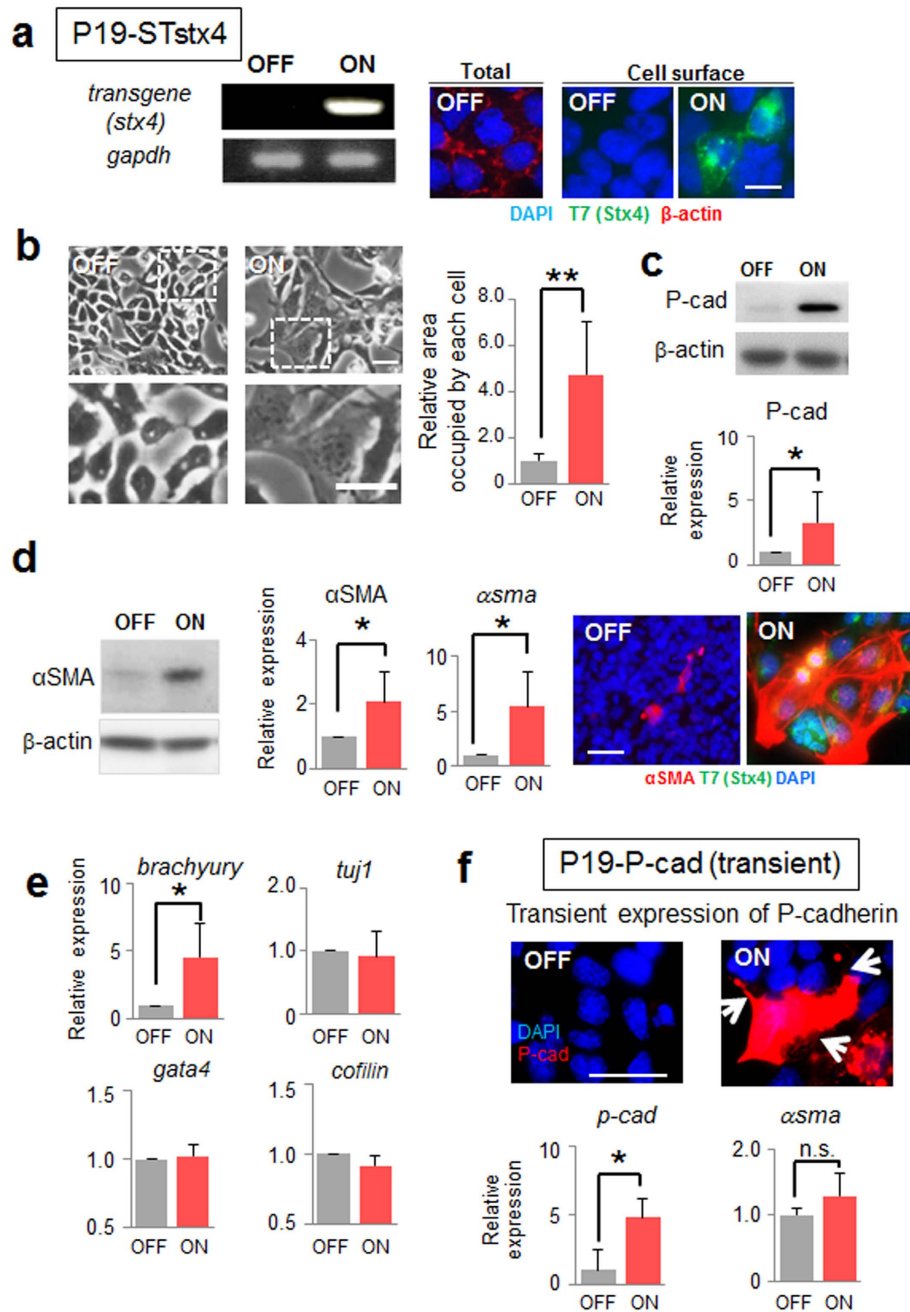 a
P19-STstx4
OFF ON
transgene
(stx4)
gapdh
Total
Cell surface
OFF
OFF
ON
DAPI T7 (Stx4) β-actin
b
OFF
ON
Relative area
occupied by each cell
8.0
6.0
4.0
2.0
0
**
OFF ON
c
OFF ON
P-cad
β-actin
P-cad
Relative
expression
10
5
0
*
OFF ON
d
OFF ON
αSMA
β-actin
αSMA
Relative expression
4
2
0
*
OFF ON
αsma
10
5
0
*
OFF ON
OFF
ON
αSMA T7 (Stx4) DAPI
e
brachyury
Relative expression
10
5
0
*
OFF ON
tuj1
2.0
1.0
0
OFF ON
gata4
1.5
1.0
0.5
OFF ON
cofilin
1.5
1.0
0.5
OFF ON
f
P19-P-cad (transient)
Transient expression of P-cadherin
OFF
DAPI
P-cad
ON
p-cad
Relative
expression
10
5
0
*
OFF ON
αsma
2.0
1.0
0
n.s.
OFF ON